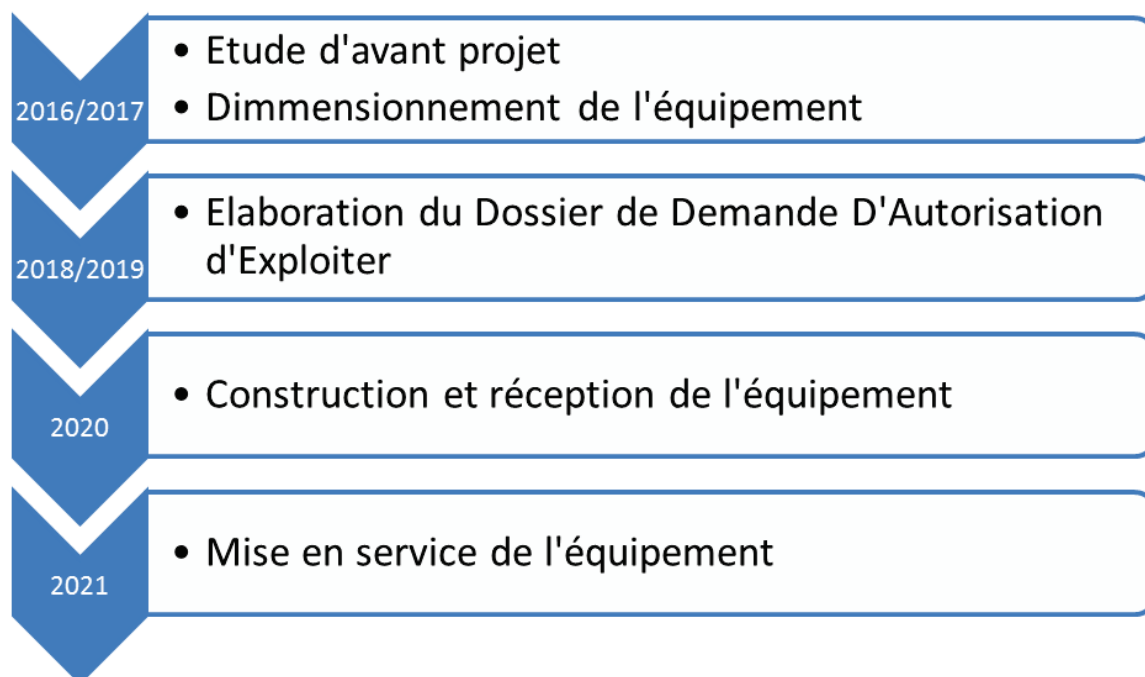 2016/2017
• Etude d'avant projet
• Dimmensionnement de l'équipement
2018/2019
• Elaboration du Dossier de Demande D'Autorisation
d'Exploiter
2020
• Construction et réception de l'équipement
2021
• Mise en service de l'équipement